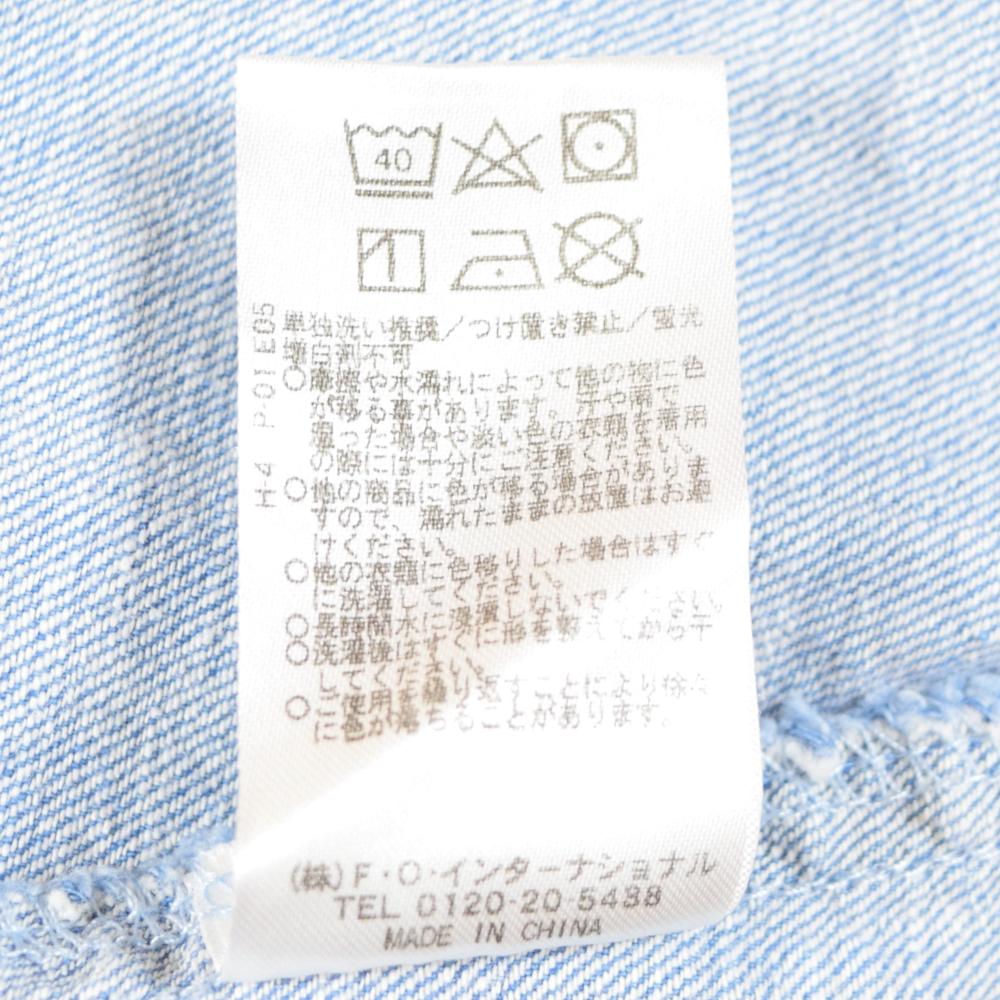 40
単独洗い推奨／つけ置き禁止／蛍光
増白剤不可
○摩擦や水濡れによって他の物に色
が移る事があります。汗や雨で
湿った場合や淡い色の衣類を着用
の際には十分にご注意ください。
○他の商品に色が移る場合がありま
すので、濡れたままの放置はお避
けください。
○他の衣類に色移りした場合はすぐ
に洗濯してください。
○長時間水に浸漬しないでください。
○洗濯後はすぐに形を整えてから干
してください。
○ご使用を繰り返すことにより徐々
に色が落ちることがあります。
H-4 P01E05
(株)F・O・インターナショナル
TEL 0120-20-5438
MADE IN CHINA